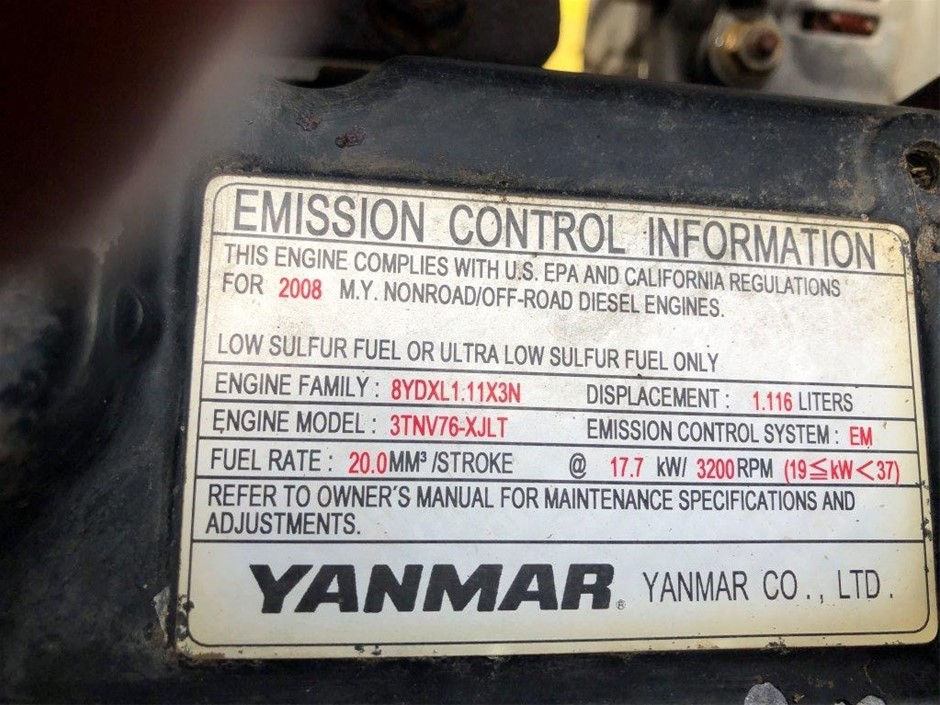 EMISSION CONTROL INFORMATION
THIS ENGINE COMPLIES WITH U.S. EPA AND CALIFORNIA REGULATIONS
FOR 2008 M.Y. NONROAD/OFF-ROAD DIESEL ENGINES.
LOW SULFUR FUEL OR ULTRA LOW SULFUR FUEL ONLY
ENGINE FAMILY : 8YDXL1.11X3N DISPLACEMENT : 1.116 LITERS
ENGINE MODEL : 3TNV76-XJLT EMISSION CONTROL SYSTEM : EM
FUEL RATE : 20.0MM³/STROKE @ 17.7 kW/ 3200RPM (19≦kW<37)
REFER TO OWNER'S MANUAL FOR MAINTENANCE SPECIFICATIONS AND
ADJUSTMENTS.
YANMAR® YANMAR CO., LTD.